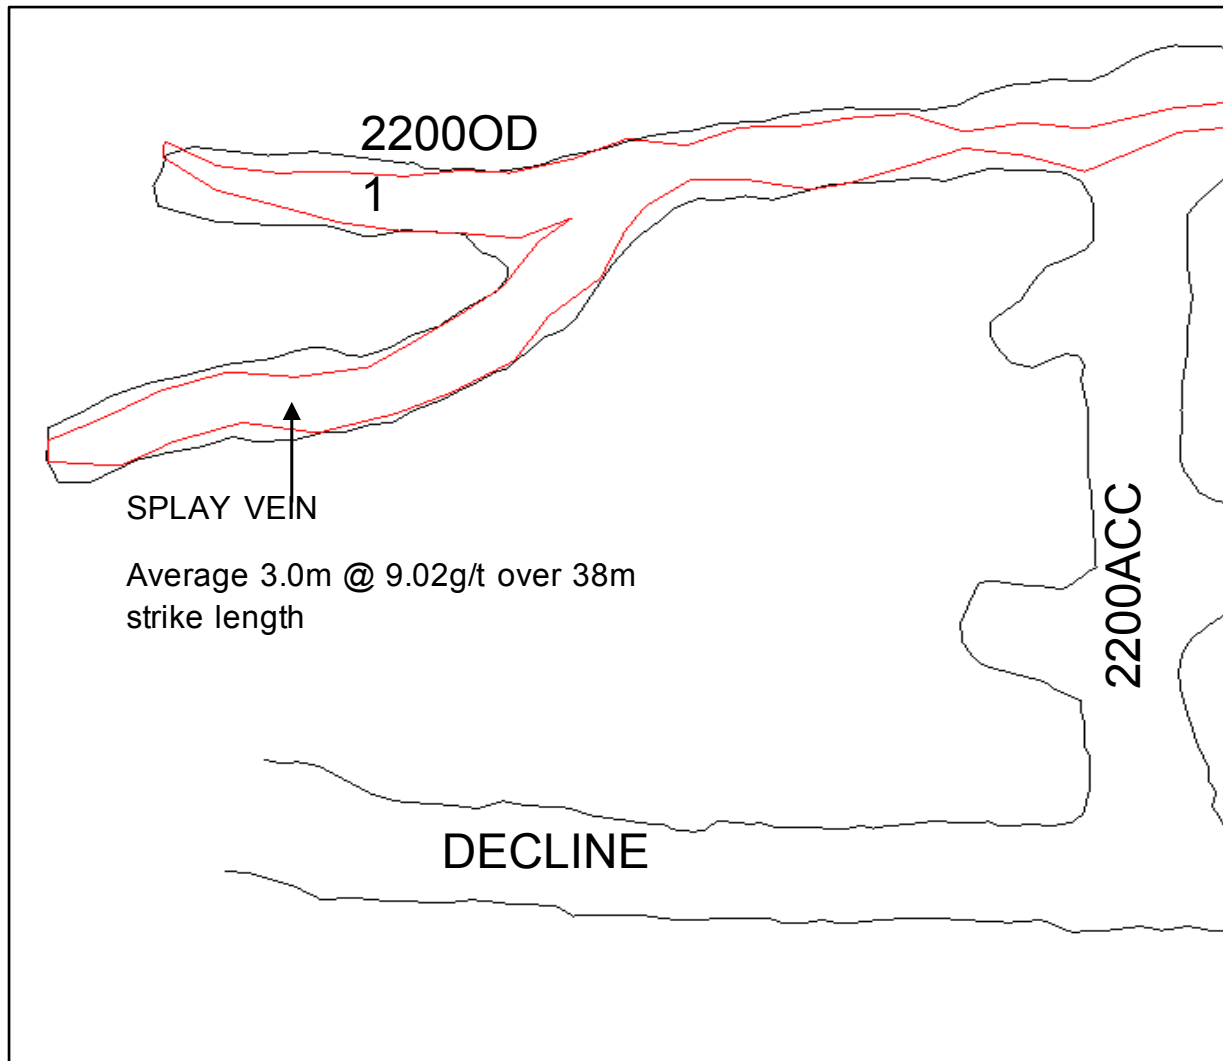 2200OD
1
SPLAY VEIN
Average 3.0m @ 9.02g/t over 38m
strike length
2200ACC
DECLINE